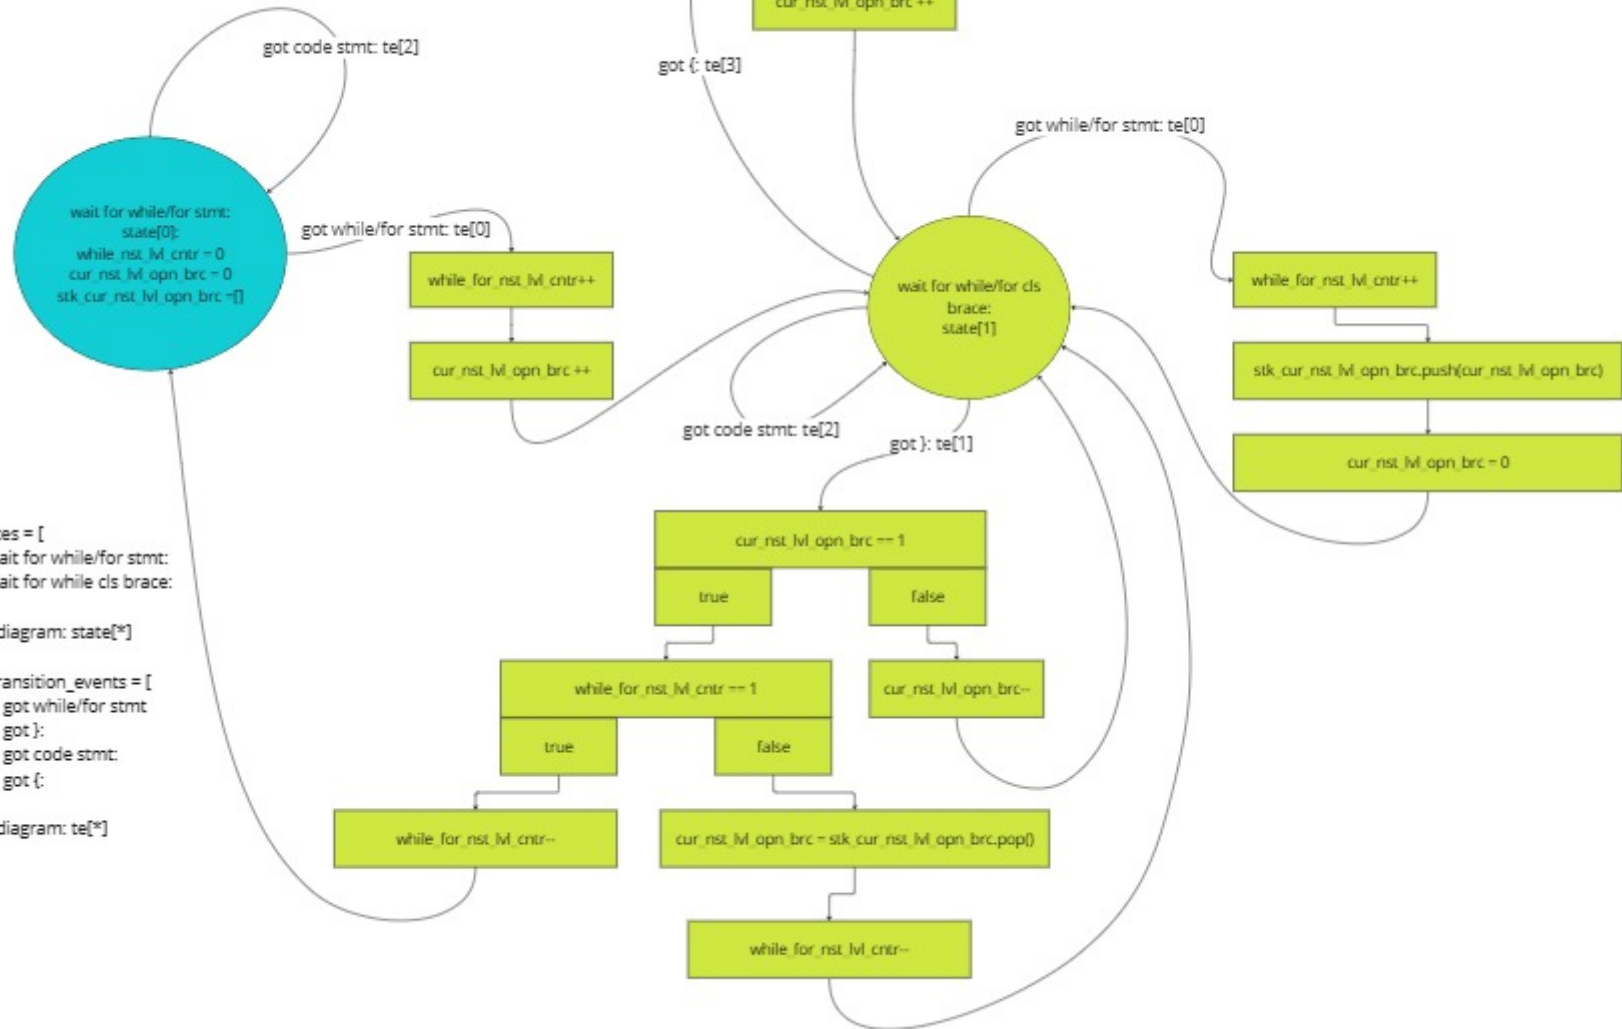 cur_nst_lvl_opn_brc ++
got code stmt: te[2]
got {: te[3]
got while/for stmt: te[0]
wait for while/for stmt:
state[0]:
while_nst_lvl_cntr = 0
cur_nst_lvl_opn_brc = 0
stk_cur_nst_lvl_opn_brc =[]
got while/for stmt: te[0]
while_for_nst_lvl_cntr++
cur_nst_lvl_opn_brc ++
wait for while/for cls
brace:
state[1]
while_for_nst_lvl_cntr++
stk_cur_nst_lvl_opn_brc.push(cur_nst_lvl_opn_brc)
cur_nst_lvl_opn_brc = 0
got code stmt: te[2]
got }: te[1]
cur_nst_lvl_opn_brc == 1
true
false
while_for_nst_lvl_cntr == 1
cur_nst_lvl_opn_brc--
true
false
while_for_nst_lvl_cntr--
cur_nst_lvl_opn_brc = stk_cur_nst_lvl_opn_brc.pop()
while_for_nst_lvl_cntr--
es = [
ait for while/for stmt:
ait for while cls brace:
diagram: state[*]
ransition_events = [
got while/for stmt
got }:
got code stmt:
got {:
diagram: te[*]